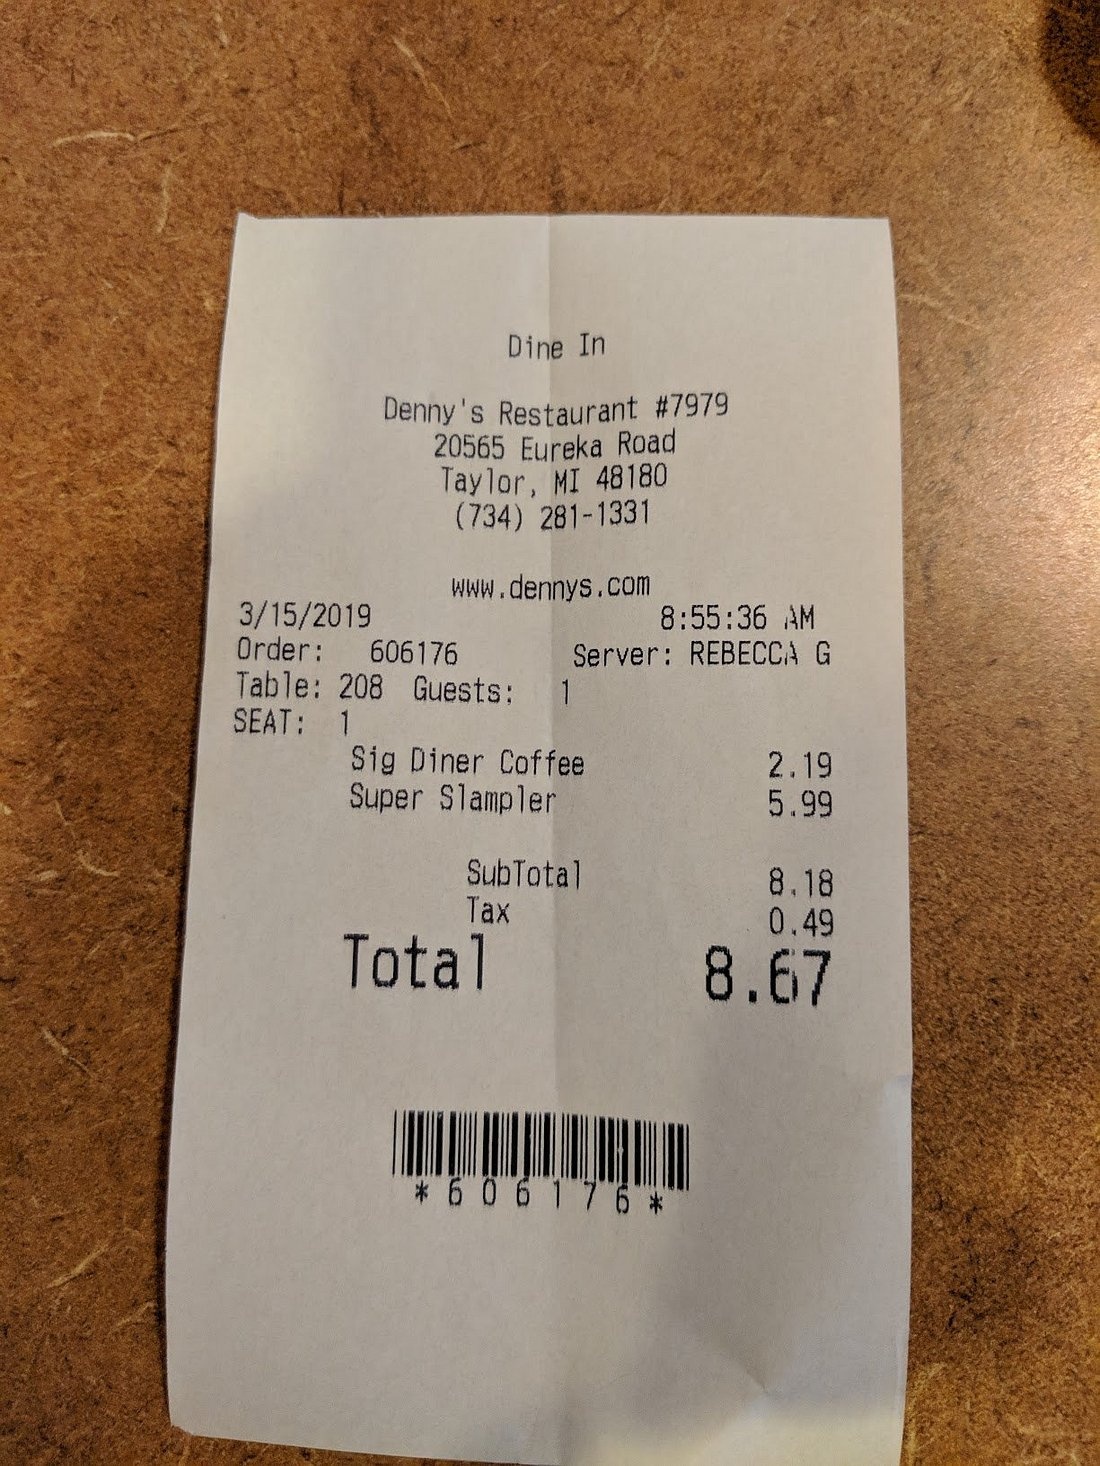 Dine In
Denny's Restaurant #7979
20565 Eureka Road
Taylor, MI 48180
(734) 281-1331
www.dennys.com
3/15/2019 8:55:36 AM
Order: 606176 Server: REBECCA G
Table: 208 Guests: 1
SEAT: 1
Sig Diner Coffee 2.19
Super Slampler 5.99
SubTotal 8.18
Tax 0.49
Total 8.67
*606176*